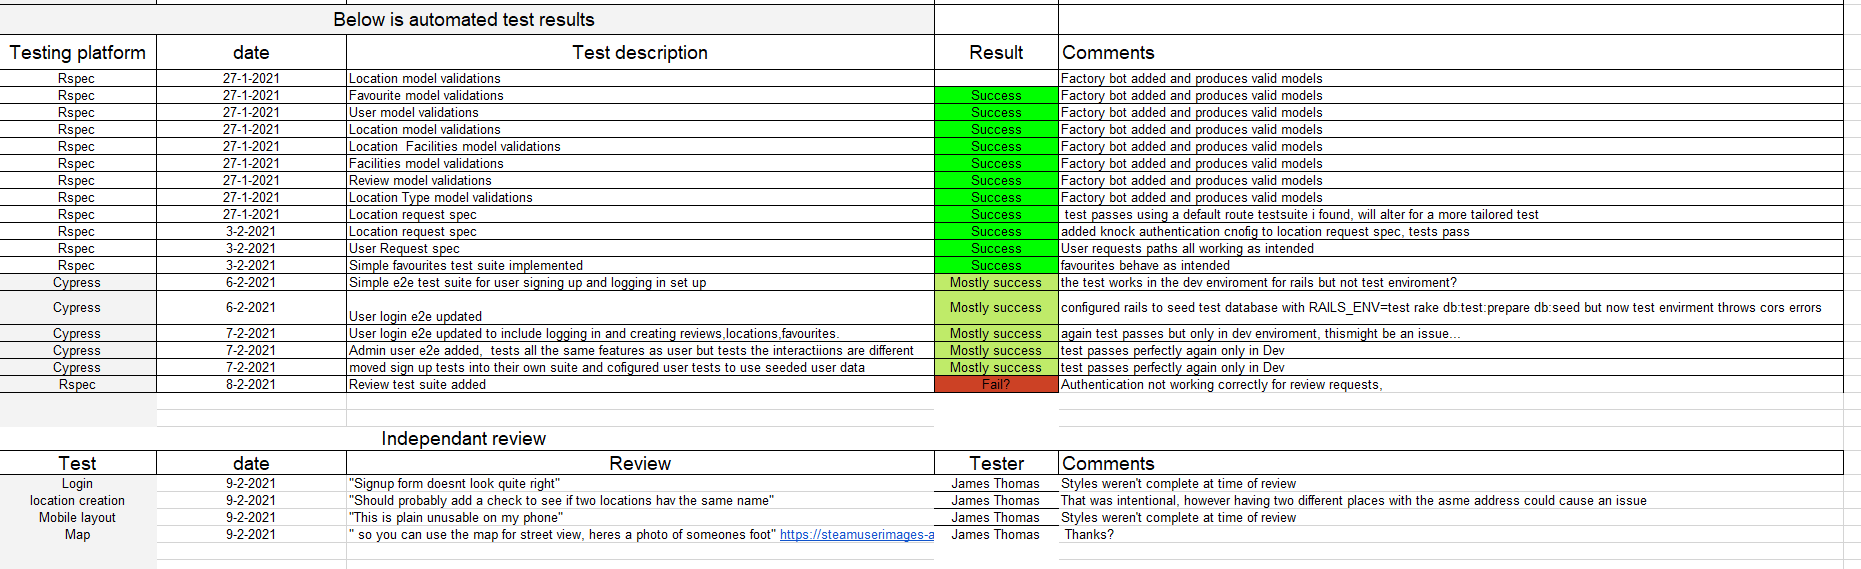 Below is automated test results
Testing platform date Test description Result Comments
Rspec 27-1-2021 Location model validations Factory bot added and produces valid models
Rspec 27-1-2021 Favourite model validations Success Factory bot added and produces valid models
Rspec 27-1-2021 User model validations Success Factory bot added and produces valid models
Rspec 27-1-2021 Location model validations Success Factory bot added and produces valid models
Rspec 27-1-2021 Location  Facilities model validations Success Factory bot added and produces valid models
Rspec 27-1-2021 Facilities model validations Success Factory bot added and produces valid models
Rspec 27-1-2021 Review model validations Success Factory bot added and produces valid models
Rspec 27-1-2021 Location Type model validations Success Factory bot added and produces valid models
Rspec 27-1-2021 Location request spec Success test passes using a default route testsuite i found, will alter for a more tailored test
Rspec 3-2-2021 Location request spec Success added knock authentication cnofig to location request spec, tests pass
Rspec 3-2-2021 User Request spec Success User requests paths all working as intended
Rspec 3-2-2021 Simple favourites test suite implemented Success favourites behave as intended
Cypress 6-2-2021 Simple e2e test suite for user signing up and logging in set up Mostly success the test works in the dev enviroment for rails but not test enviroment?
Cypress 6-2-2021 User login e2e updated Mostly success configured rails to seed test database with RAILS_ENV=test rake db:test:prepare db:seed but now test envirment throws cors errors
Cypress 7-2-2021 User login e2e updated to include logging in and creating reviews,locations,favourites. Mostly success again test passes but only in dev enviroment, thismight be an issue...
Cypress 7-2-2021 Admin user e2e added,  tests all the same features as user but tests the interactiions are different Mostly success test passes perfectly again only in Dev
Cypress 7-2-2021 moved sign up tests into their own suite and cofigured user tests to use seeded user data Mostly success test passes perfectly again only in Dev
Rspec 8-2-2021 Review test suite added Fail? Authentication not working correctly for review requests,
Independant review
Test date Review Tester Comments
Login 9-2-2021 "Signup form doesnt look quite right" James Thomas Styles weren't complete at time of review
location creation 9-2-2021 "Should probably add a check to see if two locations hav the same name" James Thomas That was intentional, however having two different places with the asme address could cause an issue
Mobile layout 9-2-2021 "This is plain unusable on my phone" James Thomas Styles weren't complete at time of review
Map 9-2-2021 " so you can use the map for street view, heres a photo of someones foot" https://steamuserimages-a James Thomas Thanks?